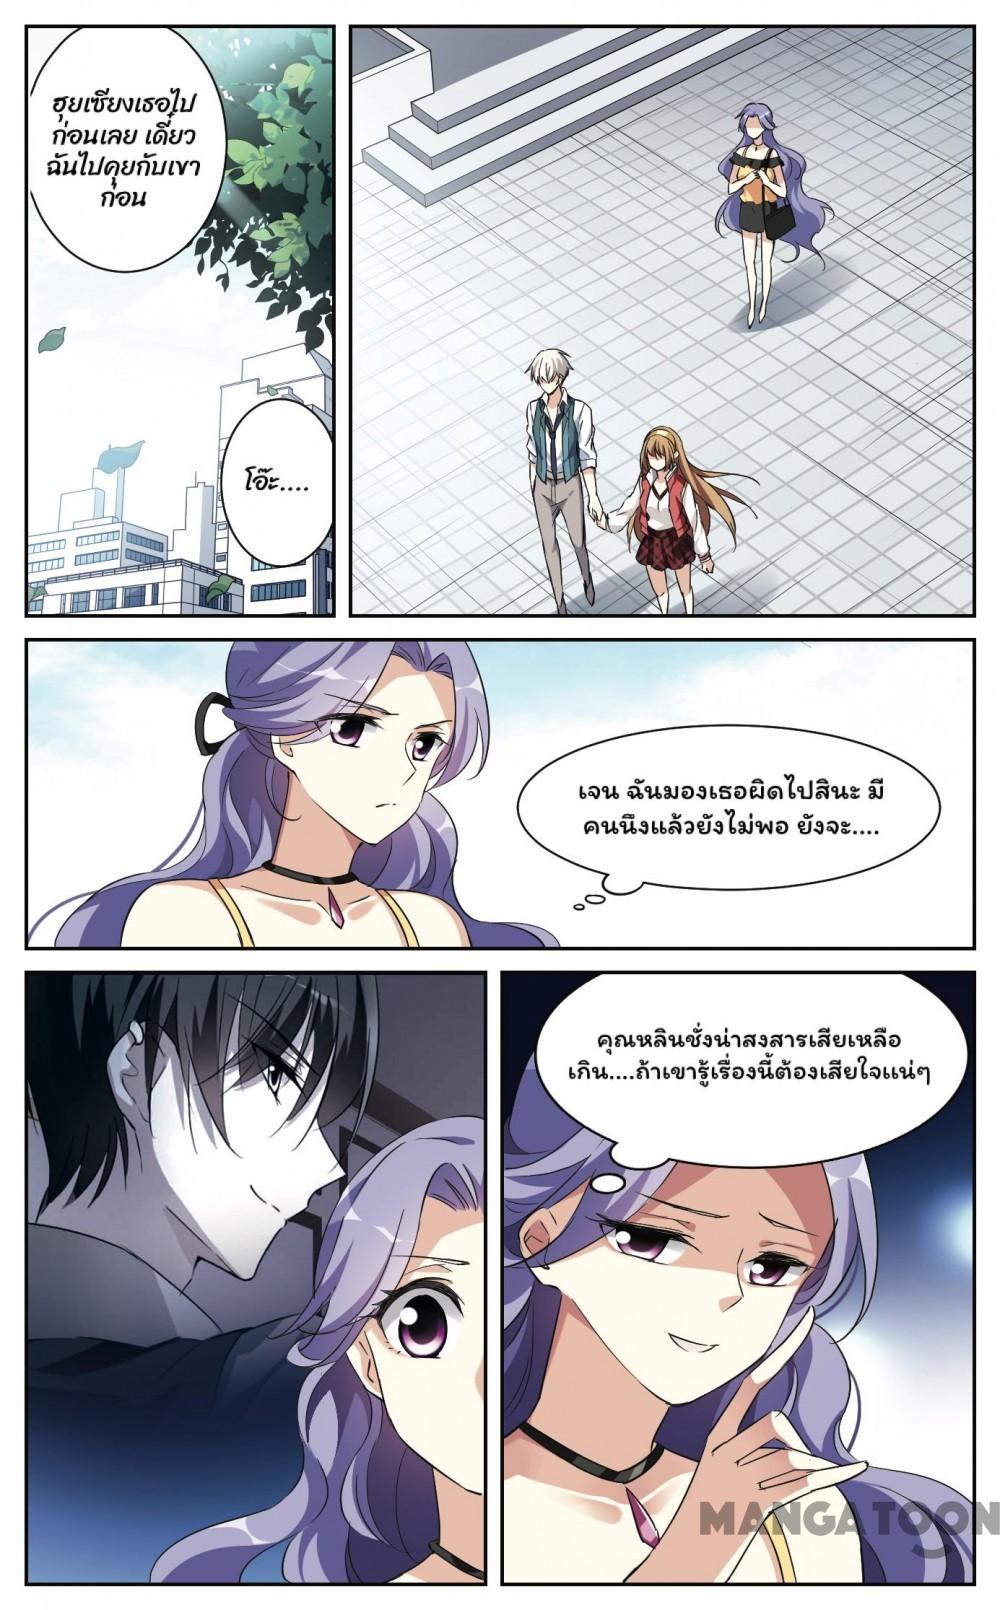 ฮุยเซียงเธอไป
ก่อนเลย เดี๋ยว
ฉันไปคุยกับเขา
ก่อน
โอ๊ะ....
เจน ฉันมองเธอผิดไปสินะ มี
คนนึงแล้วยังไม่พอ ยังจะ....
คุณหลินชั่งน่าสงสารเสียเหลือ
เกิน....ถ้าเขารู้เรื่องนี้ต้องเสียใจแน่ๆ
MANGATOON